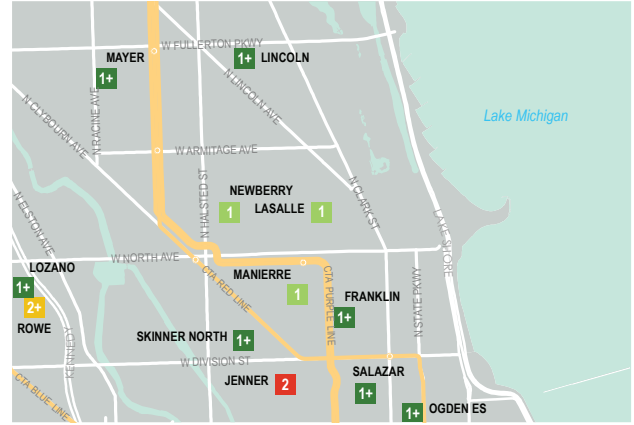 W FULLERTON PKWY
MAYER
1+
1+
LINCOLN
N CLYBOURN AVE
N RACINE AVE
N LINCOLN AVE
Lake Michigan
W ARMITAGE AVE
N HALSTED ST
N CLARK ST
NEWBERRY
1
LASALLE
1
N ELSTON AVE
LAKE SHORE
W NORTH AVE
LOZANO
1+
2+
ROWE
CTA RED LINE
MANIERRE
1
CTA PURPLE LINE
FRANKLIN
1+
N STATE PKWY
KENNEDY
SKINNER NORTH
1+
W DIVISION ST
JENNER
2
SALAZAR
1+
CTA BLUE LINE
1+
OGDEN ES